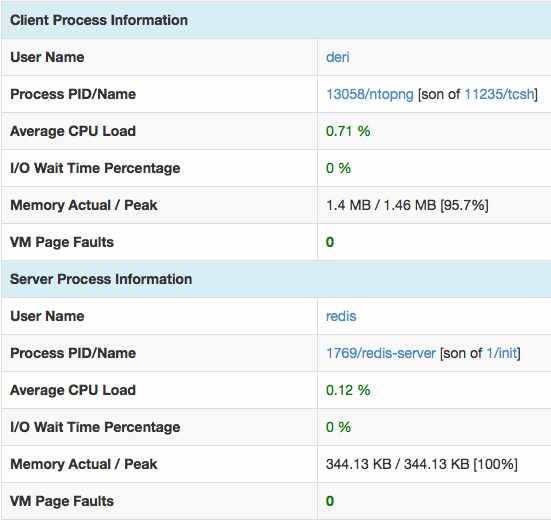 Client Process Information
User Name deri
Process PID/Name 13058/ntopng [son of 11235/tcsh]
Average CPU Load 0.71 %
I/O Wait Time Percentage 0 %
Memory Actual / Peak 1.4 MB / 1.46 MB [95.7%]
VM Page Faults 0
Server Process Information
User Name redis
Process PID/Name 1769/redis-server [son of 1/init]
Average CPU Load 0.12 %
I/O Wait Time Percentage 0 %
Memory Actual / Peak 344.13 KB / 344.13 KB [100%]
VM Page Faults 0